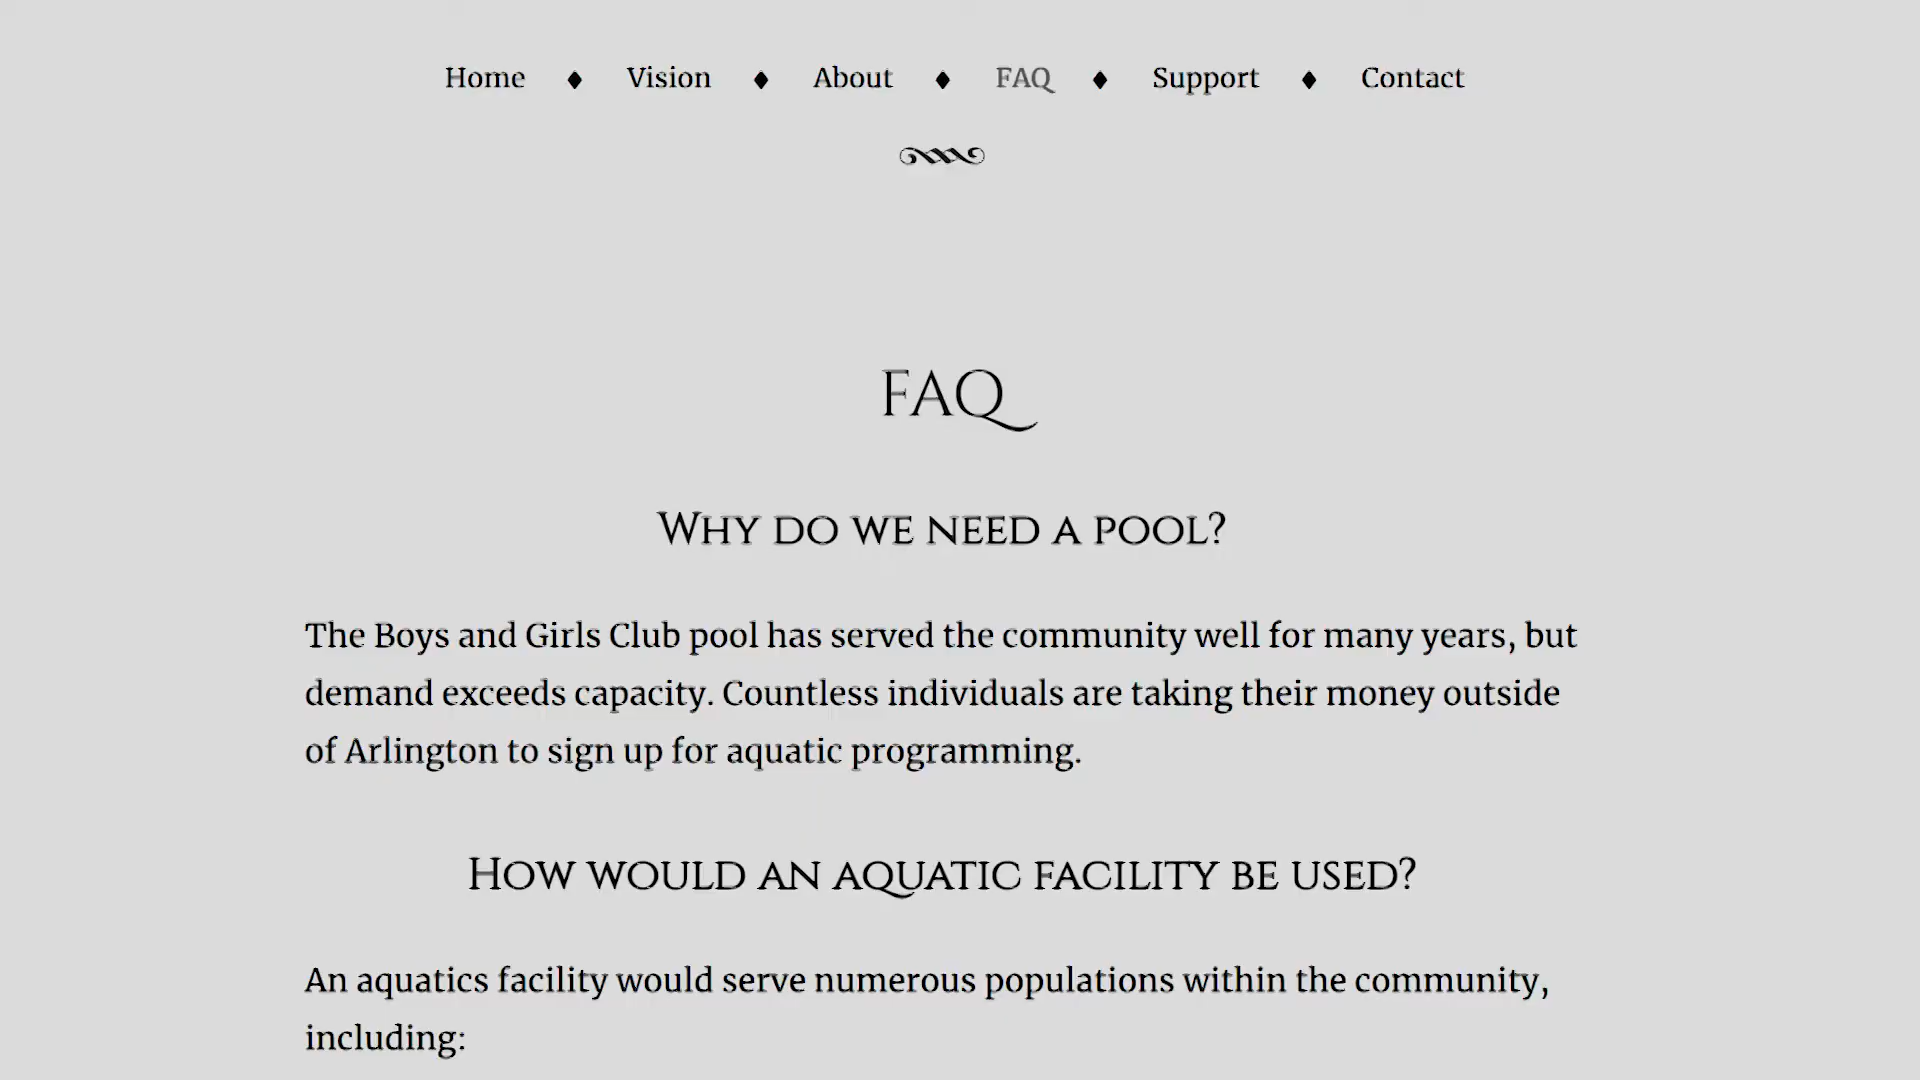 Home ♦ Vision ♦ About ♦ FAQ ♦ Support ♦ Contact
FAQ
Why do we need a pool?
The Boys and Girls Club pool has served the community well for many years, but
demand exceeds capacity. Countless individuals are taking their money outside
of Arlington to sign up for aquatic programming.
How would an aquatic facility be used?
An aquatics facility would serve numerous populations within the community,
including: